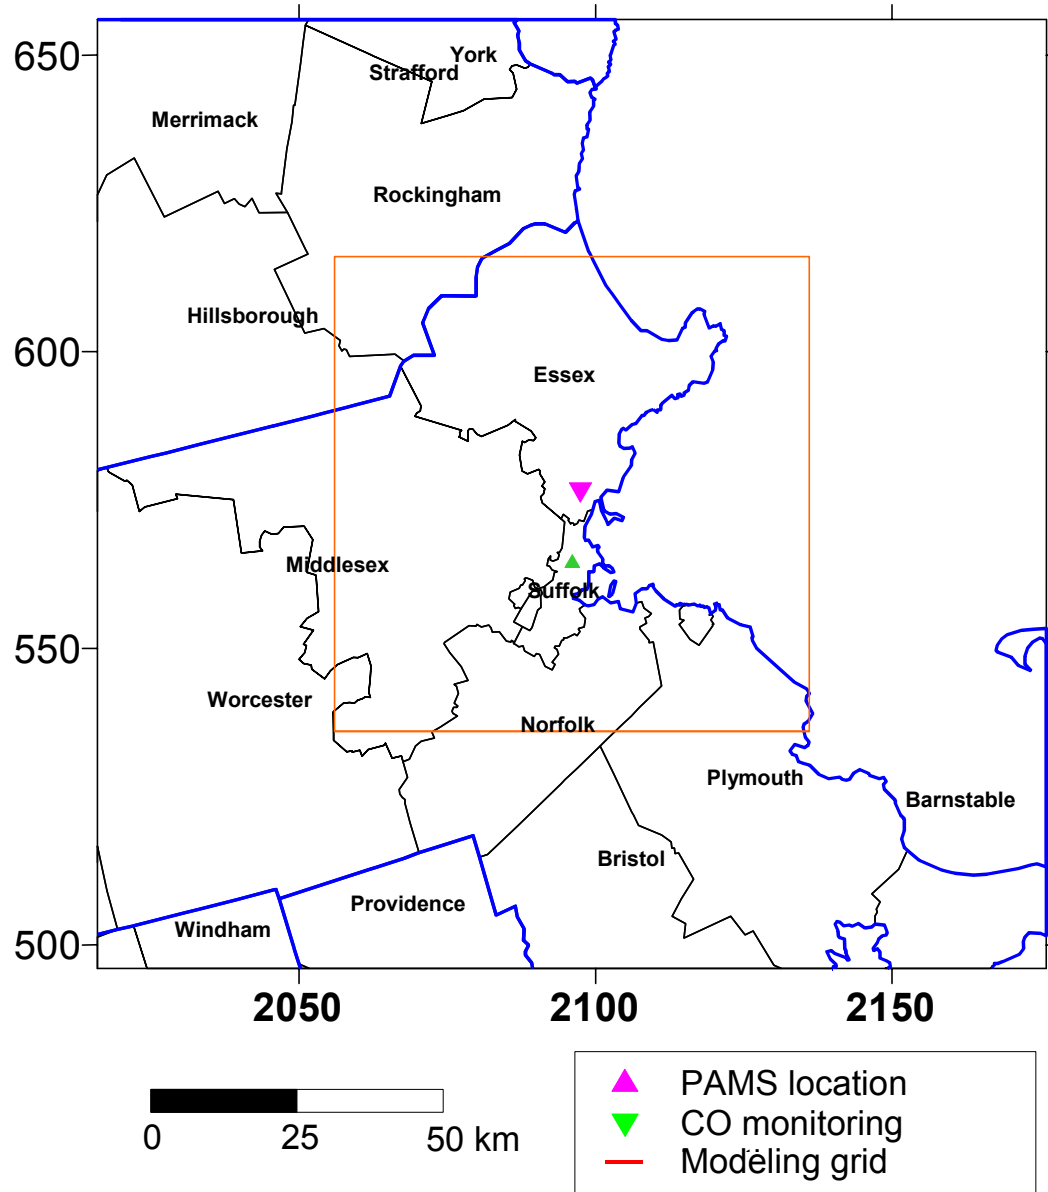 650
York
Strafford
Merrimack
Rockingham
Hillsborough
600
Essex
Middlesex
Suffolk
550
Worcester
Norfolk
Plymouth
Barnstable
Bristol
Providence
Windham
500
2050 2100 2150
PAMS location
CO monitoring
Modeling grid
0 25 50 km